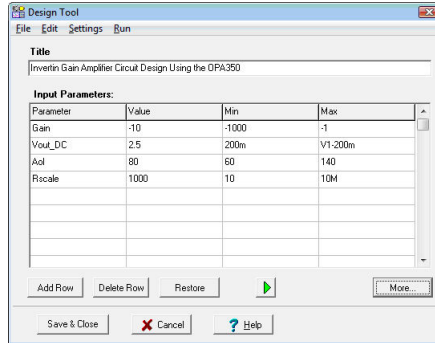 Design Tool
File Edit Settings Run
Title
Invertin Gain Amplifier Circuit Design Using the OPA350
Input Parameters:
Parameter Value Min Max
Gain -10 -1000 -1
Vout_DC 2.5 200m V1-200m
Aol 80 60 140
Rscale 1000 10 10M
Add Row Delete Row Restore More...
Save & Close Cancel ? Help